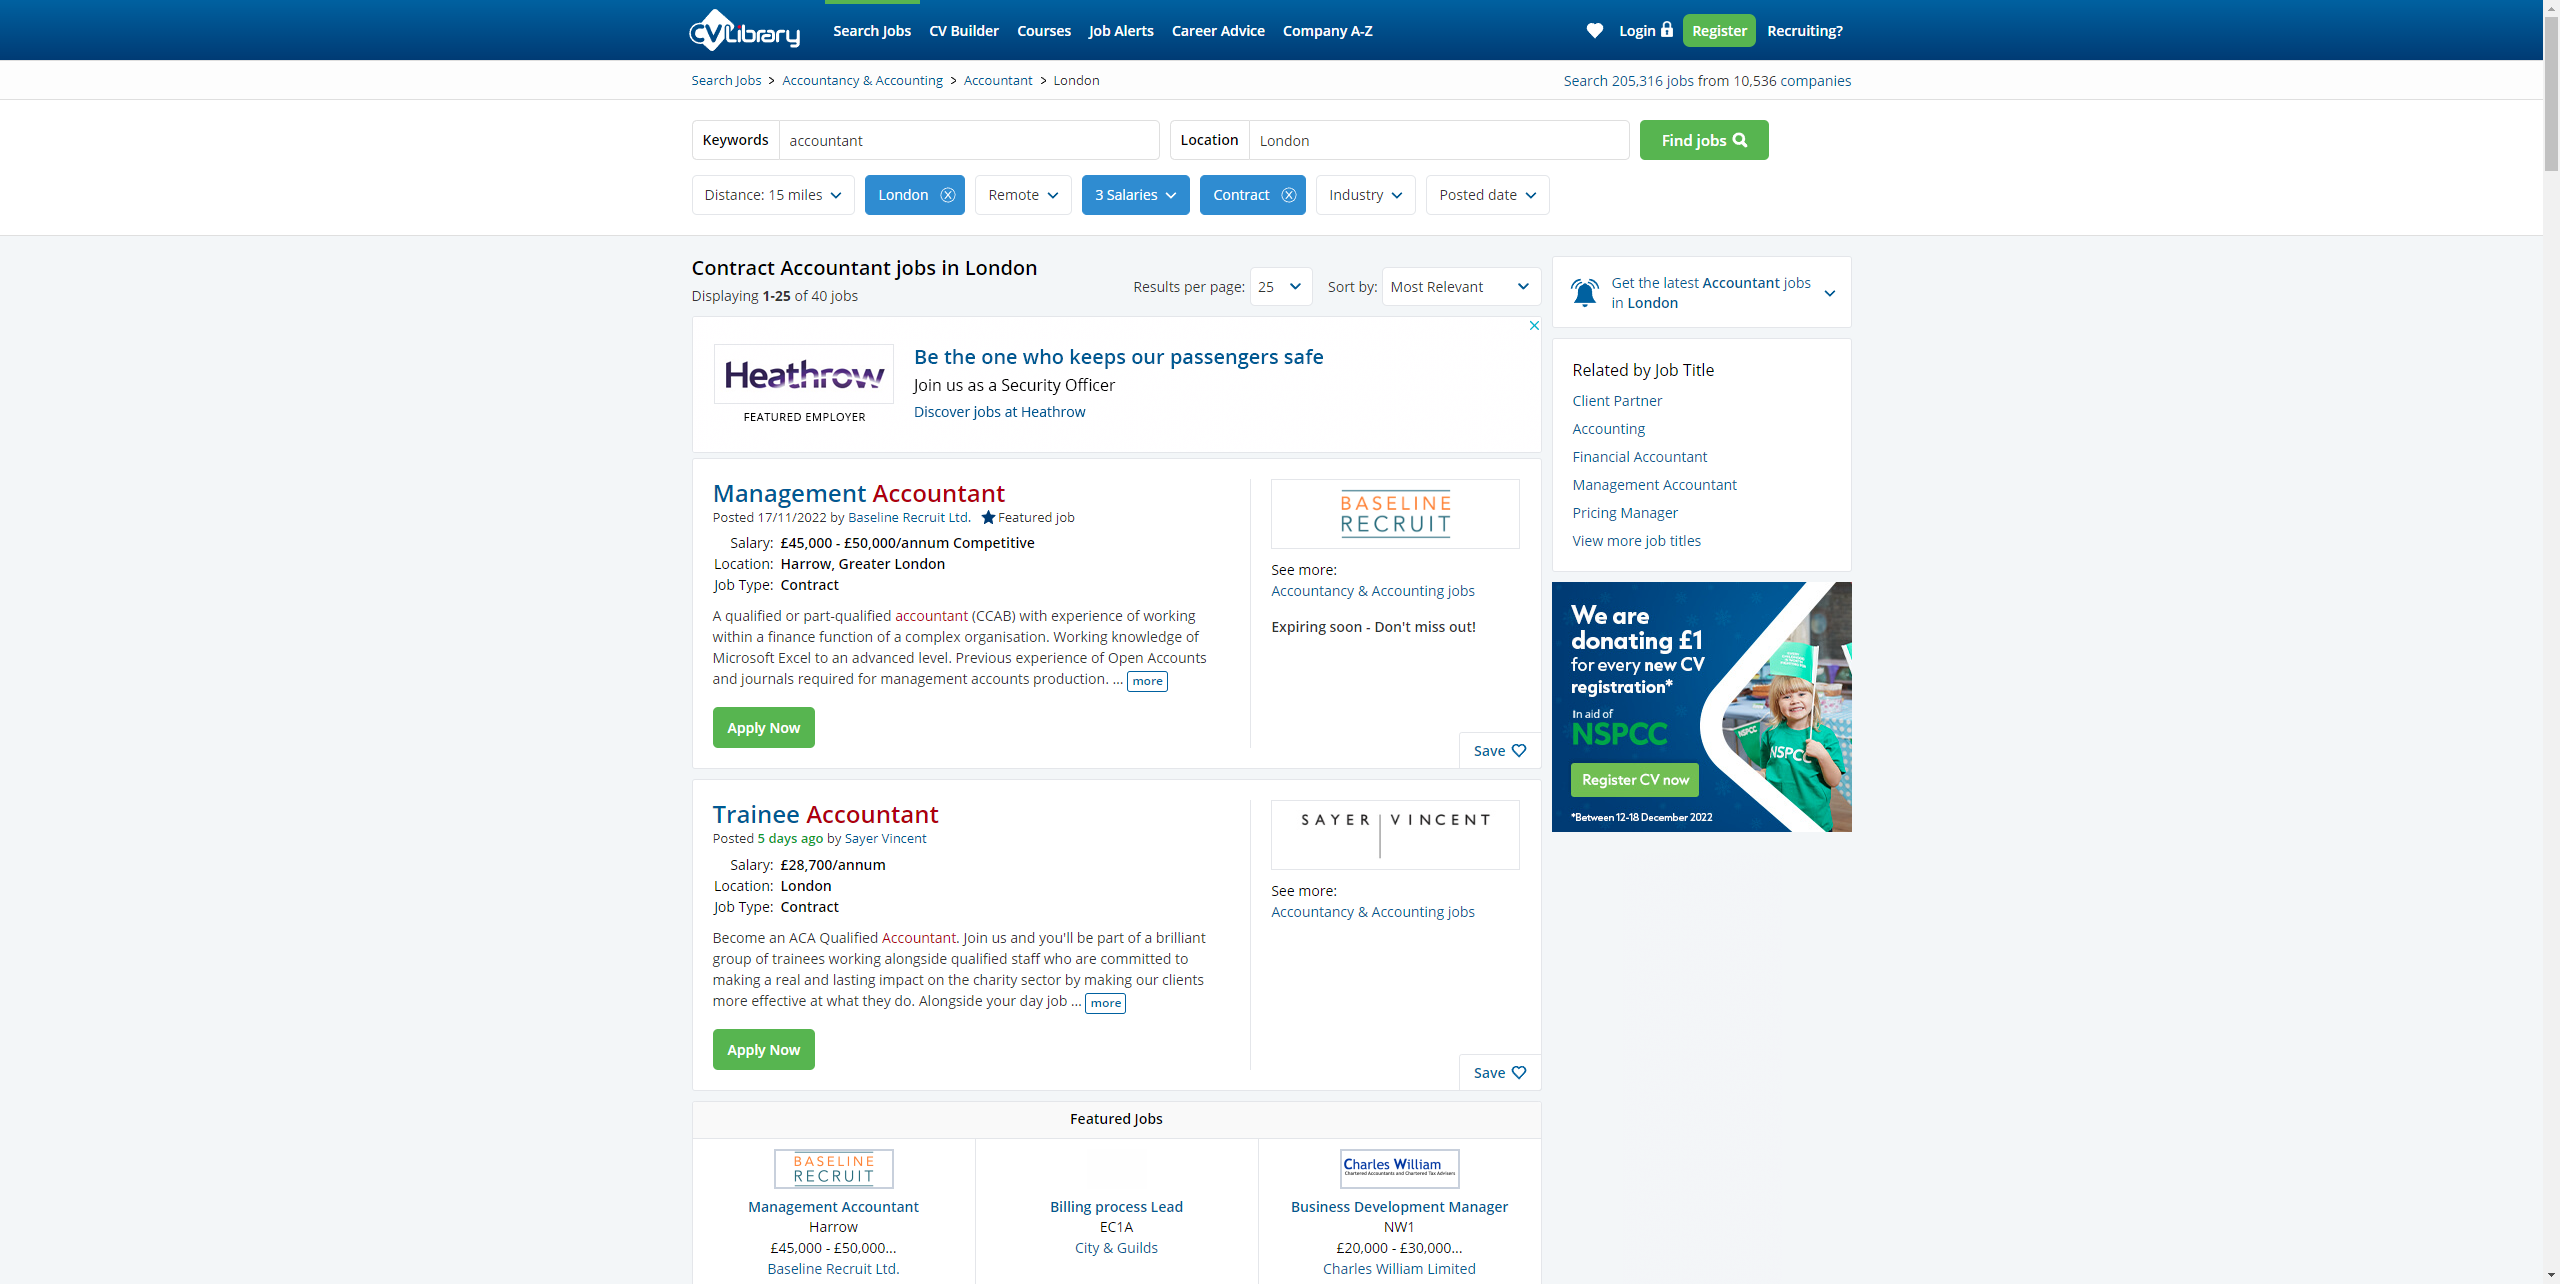 CVLibrary
Search Jobs CV Builder Courses Job Alerts Career Advice Company A-Z
Login Register Recruiting?
Search Jobs > Accountancy & Accounting > Accountant > London
Search 205,316 jobs from 10,536 companies
Keywords accountant Location London Find jobs
Distance: 15 miles London Remote 3 Salaries Contract Industry Posted date
Contract Accountant jobs in London
Displaying 1-25 of 40 jobs
Results per page: 25 Sort by: Most Relevant
Heathrow
FEATURED EMPLOYER
Be the one who keeps our passengers safe
Join us as a Security Officer
Discover jobs at Heathrow
Management Accountant
Posted 17/11/2022 by Baseline Recruit Ltd. Featured job
Salary: £45,000 - £50,000/annum Competitive
Location: Harrow, Greater London
Job Type: Contract
A qualified or part-qualified accountant (CCAB) with experience of working
within a finance function of a complex organisation. Working knowledge of
Microsoft Excel to an advanced level. Previous experience of Open Accounts
and journals required for management accounts production. ... more
Apply Now
BASELINE
RECRUIT
See more:
Accountancy & Accounting jobs
Expiring soon - Don't miss out!
Save
Trainee Accountant
Posted 5 days ago by Sayer Vincent
Salary: £28,700/annum
Location: London
Job Type: Contract
Become an ACA Qualified Accountant. Join us and you'll be part of a brilliant
group of trainees working alongside qualified staff who are committed to
making a real and lasting impact on the charity sector by making our clients
more effective at what they do. Alongside your day job ... more
Apply Now
SAYER VINCENT
See more:
Accountancy & Accounting jobs
Save
Featured Jobs
BASELINE
RECRUIT
Management Accountant
Harrow
£45,000 - £50,000...
Baseline Recruit Ltd.
Billing process Lead
EC1A
City & Guilds
Charles William
Chartered Accountants and Chartered Tax Advisers
Business Development Manager
NW1
£20,000 - £30,000...
Charles William Limited
Get the latest Accountant jobs
in London
Related by Job Title
Client Partner
Accounting
Financial Accountant
Management Accountant
Pricing Manager
View more job titles
We are
donating £1
for every new CV
registration*
In aid of
NSPCC
Register CV now
*Between 12-18 December 2022
NSPCC
NSPCC